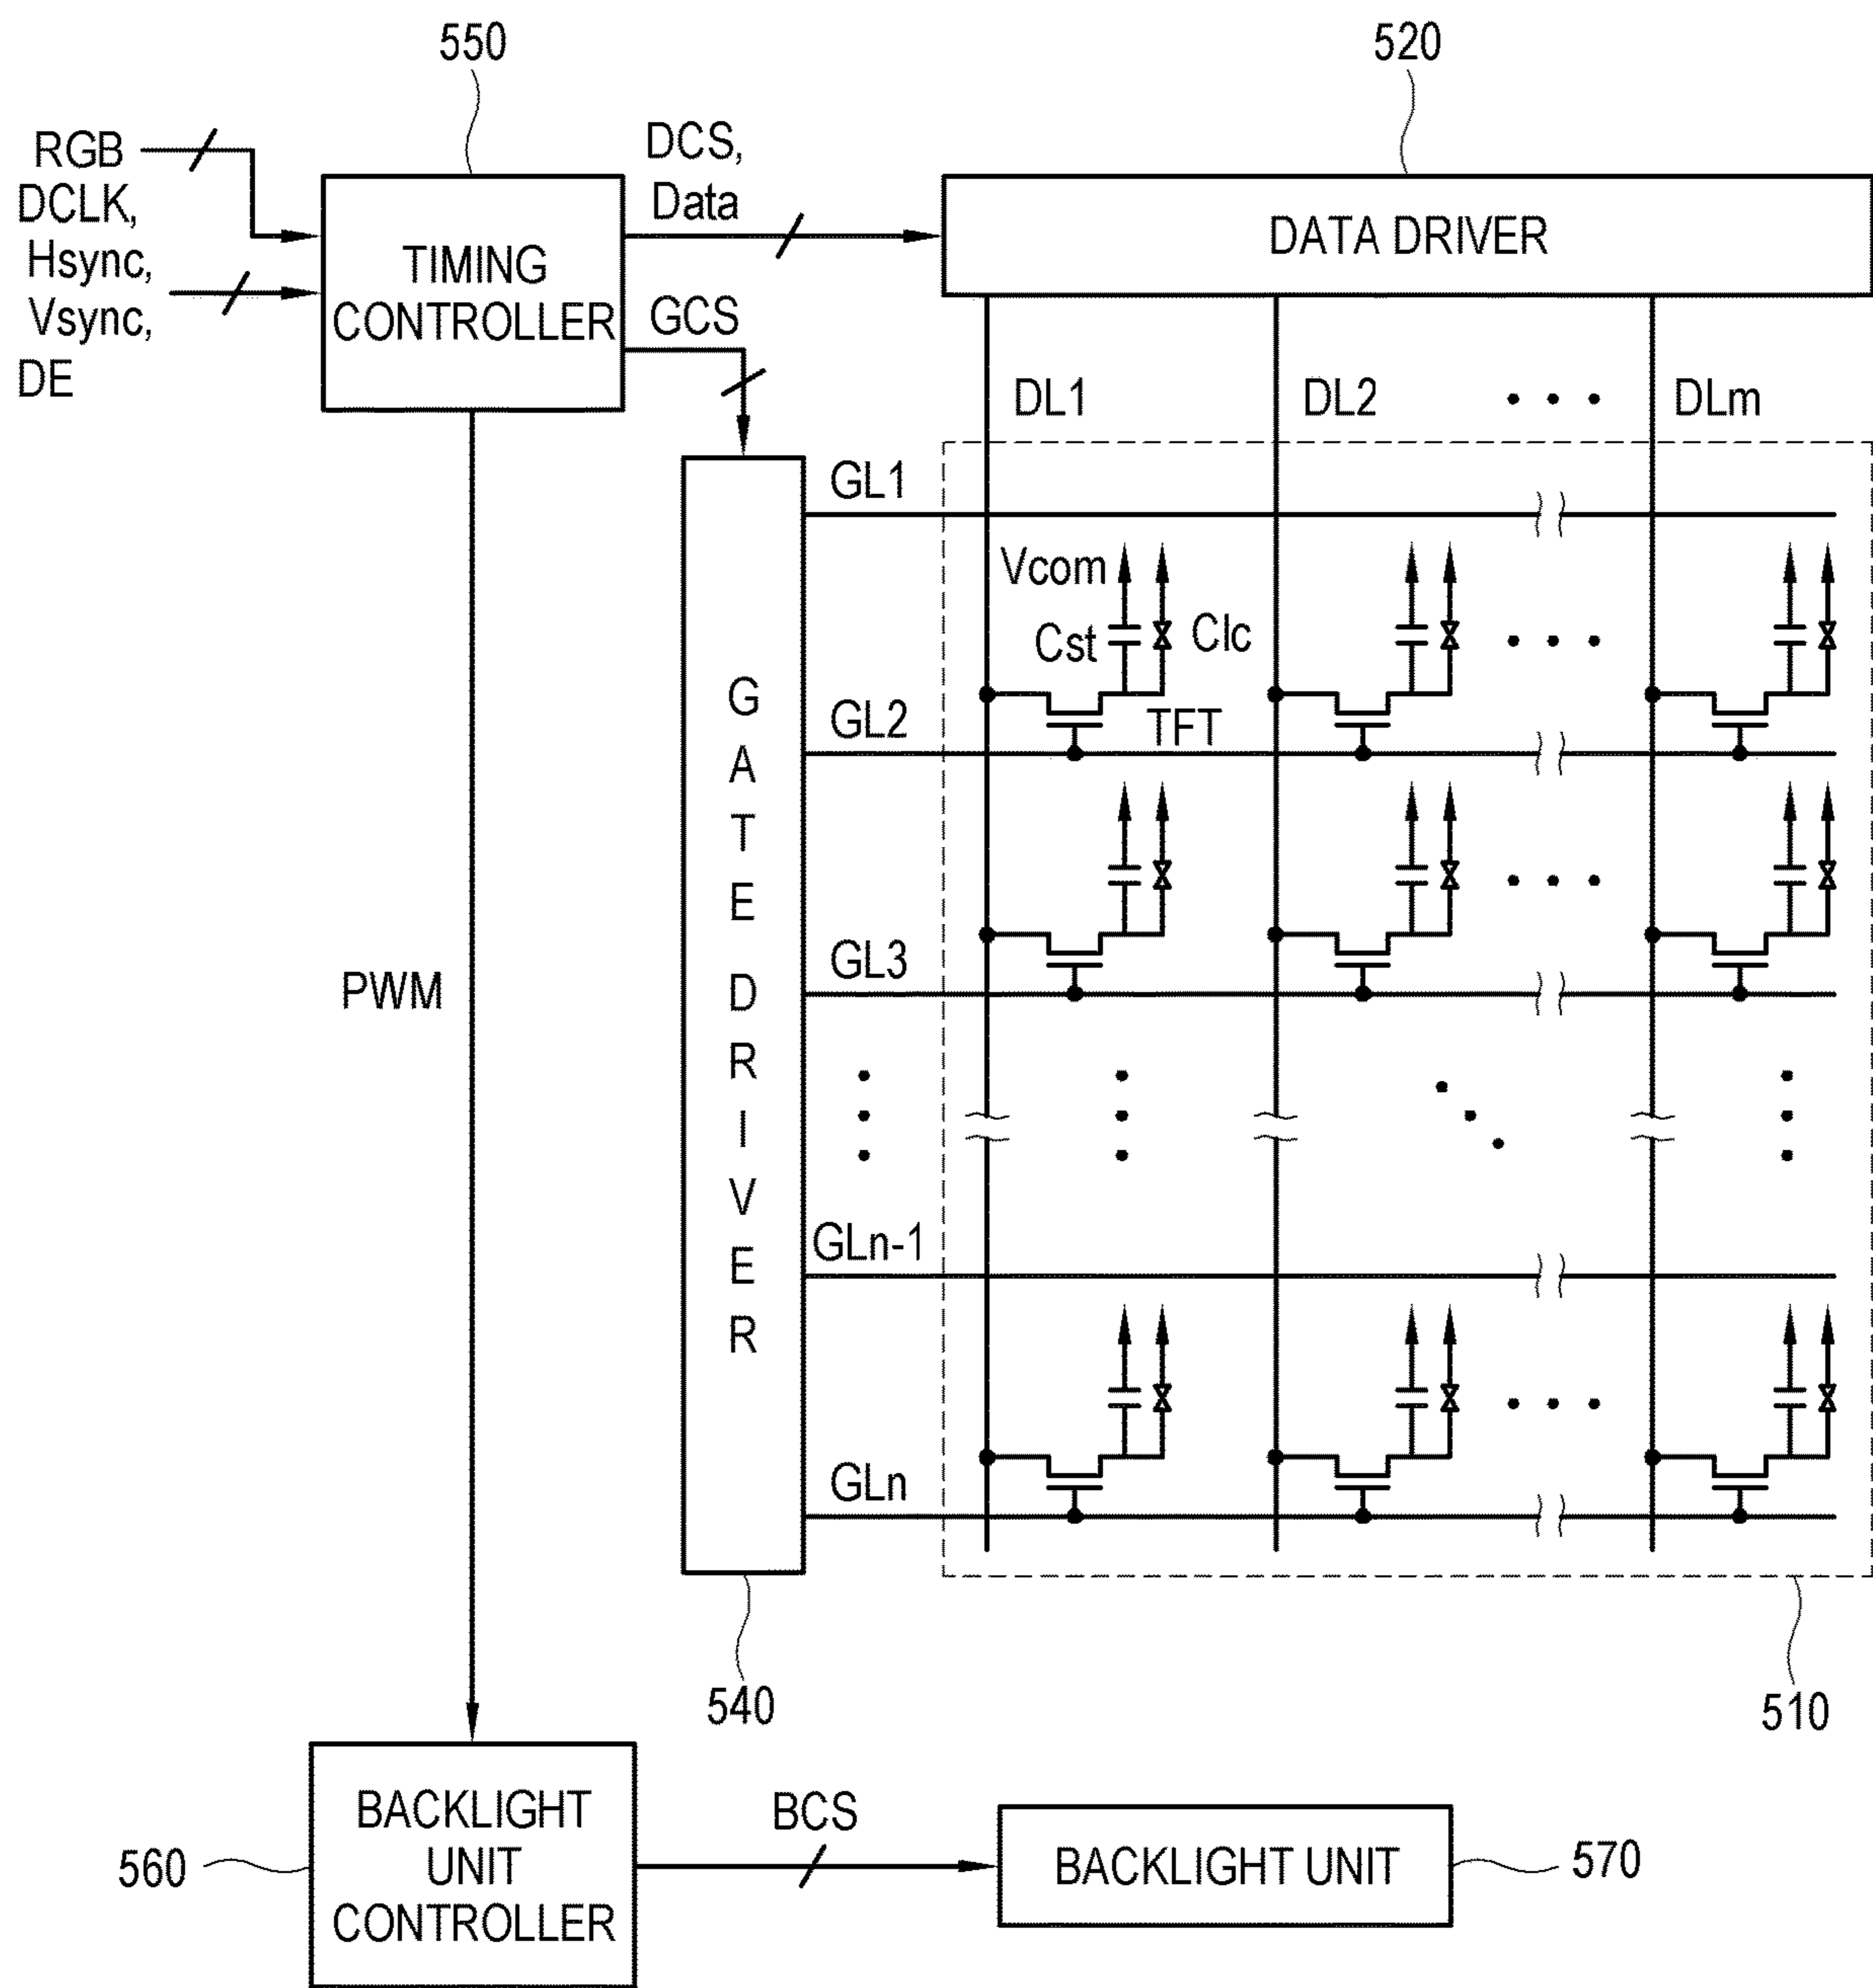 550
520
RGB
DCLK,
Hsync,
Vsync,
DE
DCS,
Data
TIMING
CONTROLLER
GCS
DATA DRIVER
DL1
DL2
DLm
GL1
Vcom
Cst
Clc
TFT
GL2
GL3
GLn-1
GLn
GATE DRIVER
PWM
540
510
BACKLIGHT
UNIT
CONTROLLER
560
BCS
BACKLIGHT UNIT
570